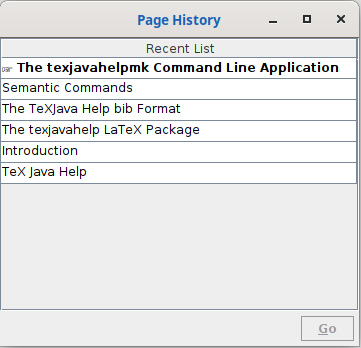 Page History
Recent List
The texjavahelpmk Command Line Application
Semantic Commands
The TeXJava Help bib Format
The texjavahelp LaTeX Package
Introduction
TeX Java Help
Go